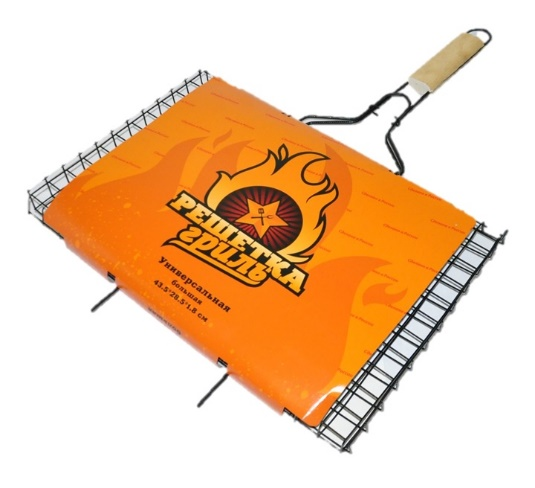 РЕШЕТКА
гриль
Универсальная
большая
43.5*28.5*1.8 см